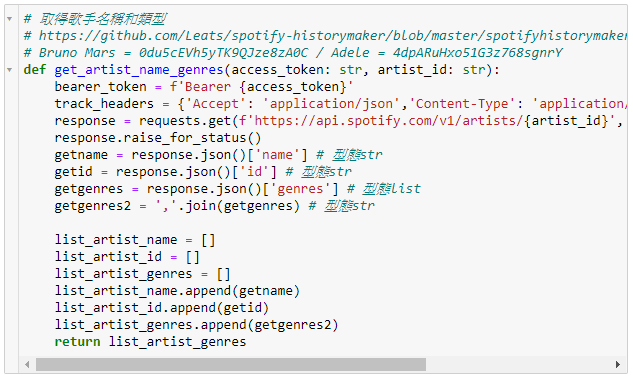 # 取得歌手名稱和類型
# https://github.com/Leats/spotify-historymaker/blob/master/spotifyhistorymaker
# Bruno Mars = 0du5cEVh5yTK9QJze8zA0C / Adele = 4dpARuHxo51G3z768sgnrY
def get_artist_name_genres(access_token: str, artist_id: str):
    bearer_token = f'Bearer {access_token}'
    track_headers = {'Accept': 'application/json','Content-Type': 'application/
    response = requests.get(f'https://api.spotify.com/v1/artists/{artist_id}',
    response.raise_for_status()
    getname = response.json()['name'] # 型態str
    getid = response.json()['id'] # 型態str
    getgenres = response.json()['genres'] # 型態list
    getgenres2 = ','.join(getgenres) # 型態str
    list_artist_name = []
    list_artist_id = []
    list_artist_genres = []
    list_artist_name.append(getname)
    list_artist_id.append(getid)
    list_artist_genres.append(getgenres2)
    return list_artist_genres